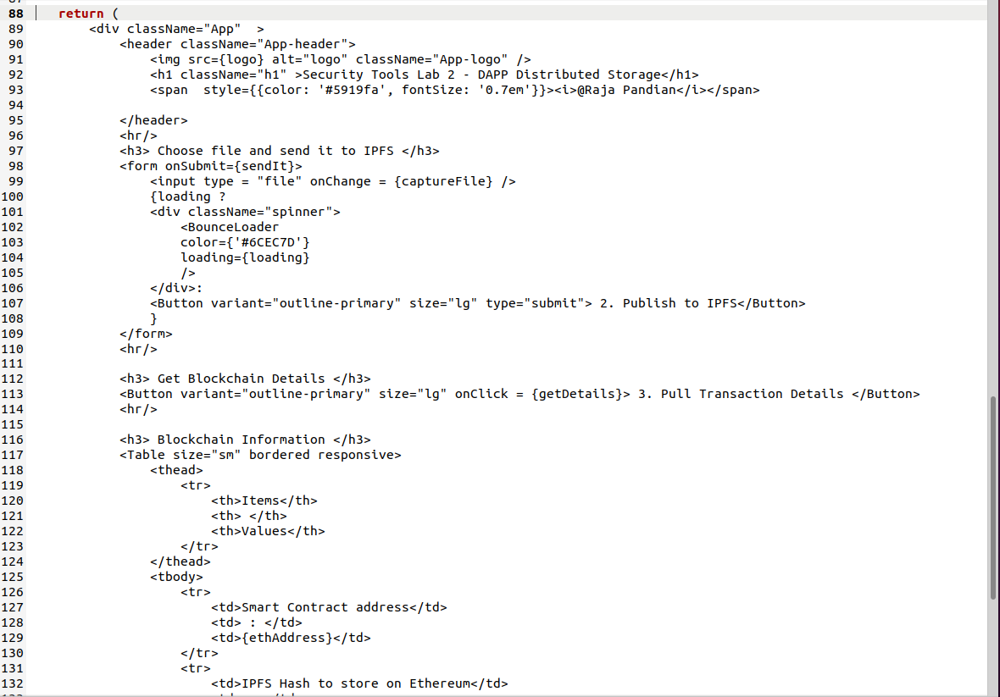 88 return (
89 <div className="App"  >
90 <header className="App-header">
91 <img src={logo} alt="logo" className="App-logo" />
92 <h1 className="h1" >Security Tools Lab 2 - DAPP Distributed Storage</h1>
93 <span  style={{color: '#5919fa', fontSize: '0.7em'}}><i>@Raja Pandian</i></span>
94
95 </header>
96 <hr/>
97 <h3> Choose file and send it to IPFS </h3>
98 <form onSubmit={sendIt}>
99 <input type = "file" onChange = {captureFile} />
100 {loading ?
101 <div className="spinner">
102 <BounceLoader
103 color={'#6CEC7D'}
104 loading={loading}
105 />
106 </div>:
107 <Button variant="outline-primary" size="lg" type="submit"> 2. Publish to IPFS</Button>
108 }
109 </form>
110 <hr/>
111
112 <h3> Get Blockchain Details </h3>
113 <Button variant="outline-primary" size="lg" onClick = {getDetails}> 3. Pull Transaction Details </Button>
114 <hr/>
115
116 <h3> Blockchain Information </h3>
117 <Table size="sm" bordered responsive>
118 <thead>
119 <tr>
120 <th>Items</th>
121 <th> </th>
122 <th>Values</th>
123 </tr>
124 </thead>
125 <tbody>
126 <tr>
127 <td>Smart Contract address</td>
128 <td> : </td>
129 <td>{ethAddress}</td>
130 </tr>
131 <tr>
132 <td>IPFS Hash to store on Ethereum</td>